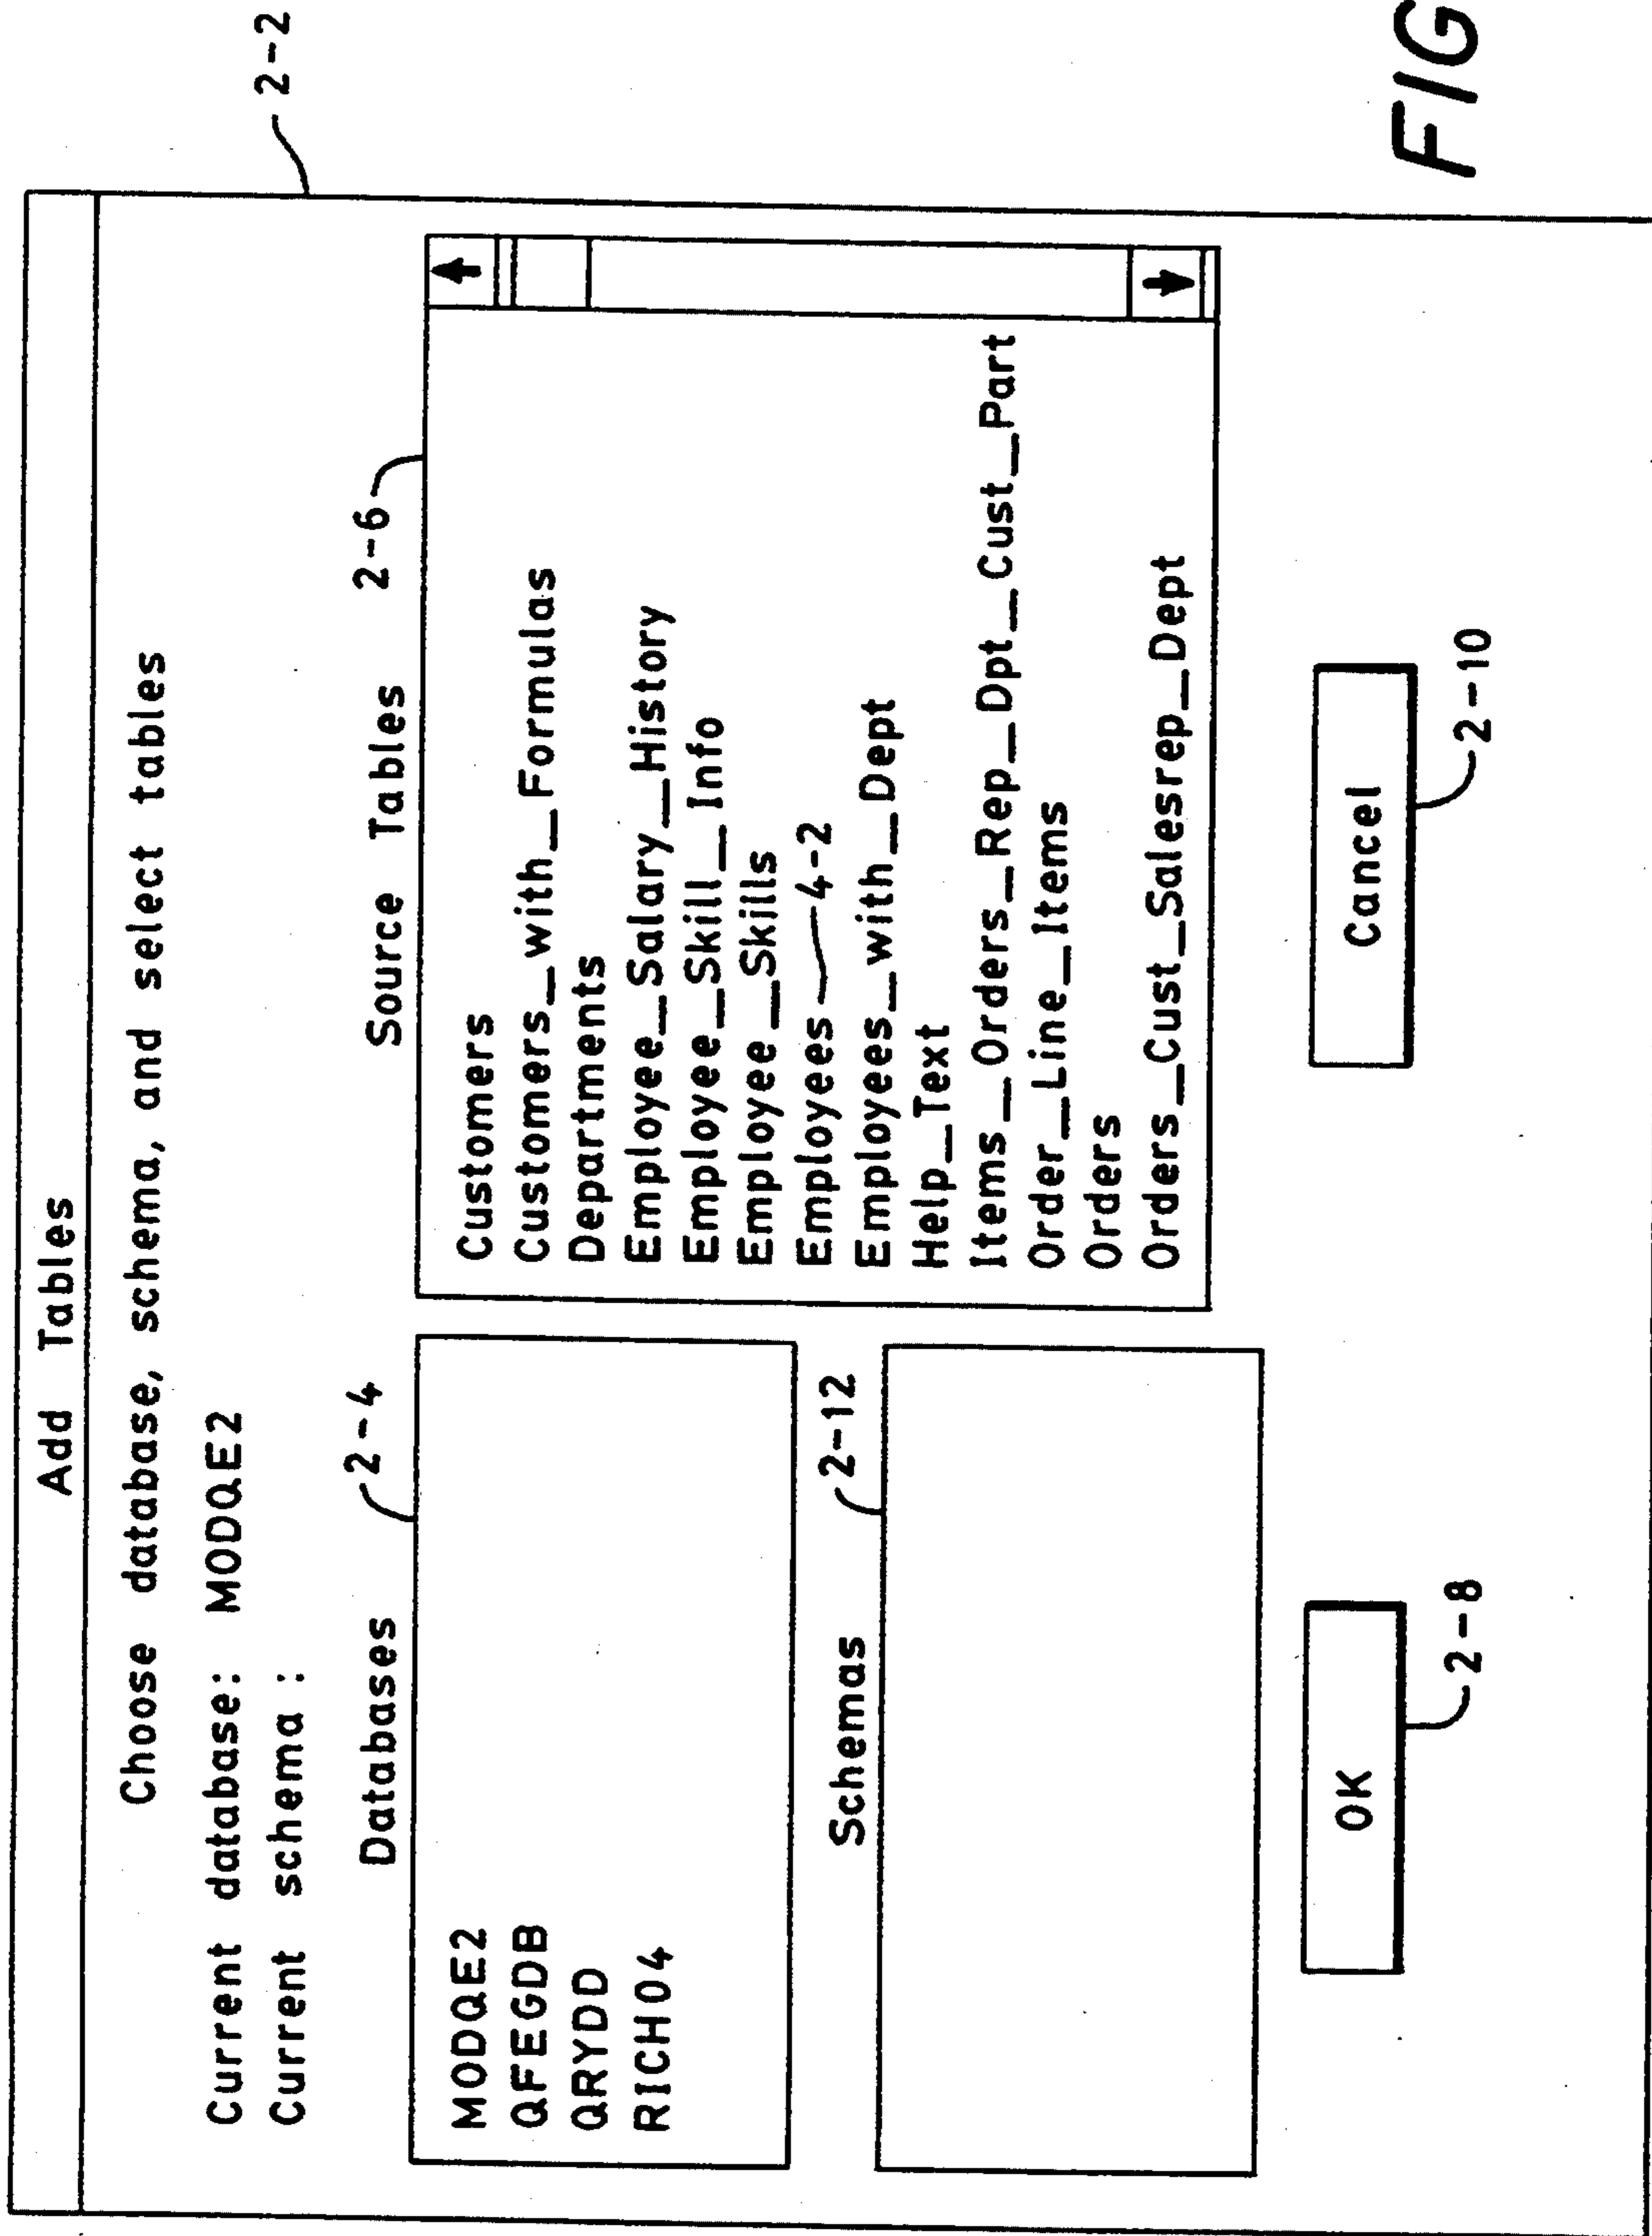 Add Tables
2-2
Choose database, schema, and select tables
Current database: MODQE2
Current schema:
Databases 2-4
MODQE2
QFEGDB
QRYDD
RICH04
Schemas 2-12
Source Tables 2-6
Customers
Customers_with_Formulas
Departments
Employee_Salary_History
Employee_Skill_Info
Employee_Skills
Employees 4-2
Employees_with_Dept
Help_Text
Items_Orders_Rep_Dpt_Cust_Part
Order_Line_Items
Orders
Orders_Cust_Salesrep_Dept
OK
2-8
Cancel
2-10
FIG